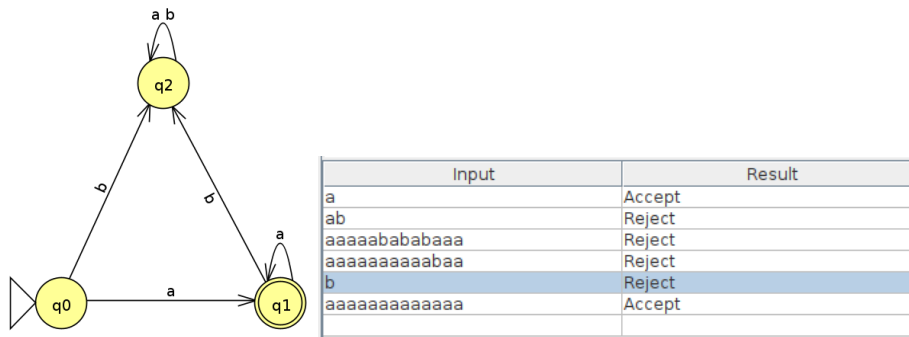 a b
q2
b
b
a
q0
a
q1
Input Result
a Accept
ab Reject
aaaaabababaaa Reject
aaaaaaaaaabaa Reject
b Reject
aaaaaaaaaaaaa Accept